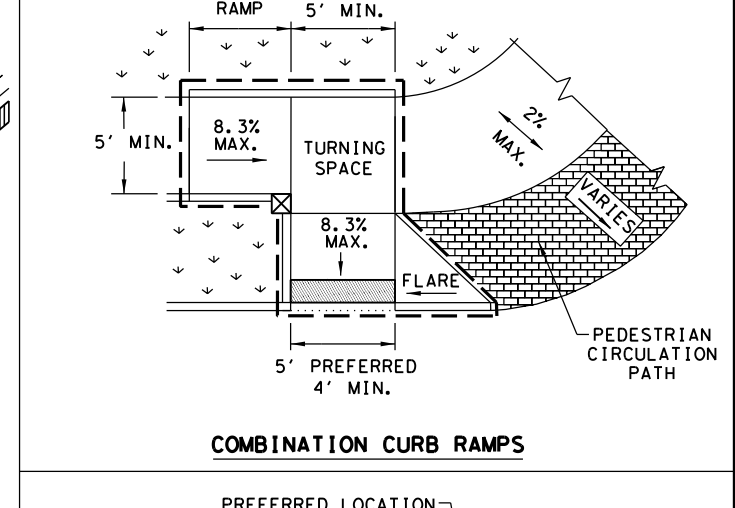 RAMP
5' MIN.
5' MIN.
8.3%
MAX.
TURNING
SPACE
2%
MAX.
VARIES
8.3%
MAX.
FLARE
5' PREFERRED
4' MIN.
PEDESTRIAN
CIRCULATION
PATH
COMBINATION CURB RAMPS
PREFERRED LOCATION